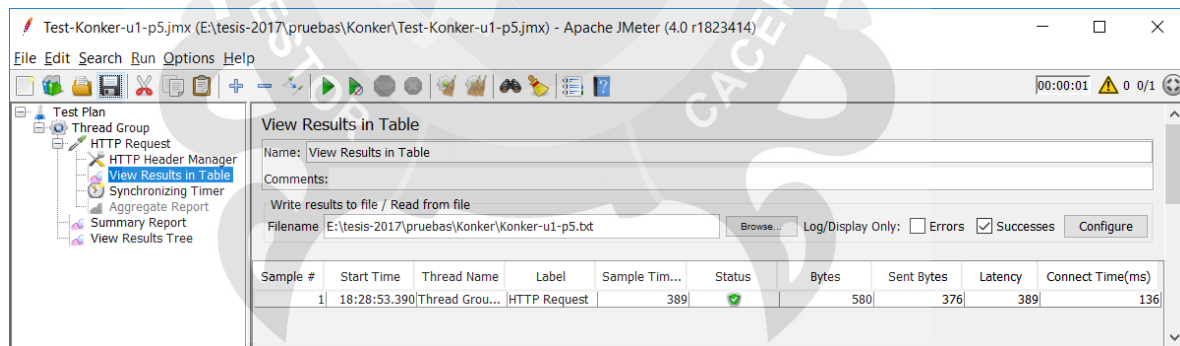 Test-Konker-u1-p5.jmx (E:\tesis-2017\pruebas\Konker\Test-Konker-u1-p5.jmx) - Apache JMeter (4.0 r1823414)
File Edit Search Run Options Help
00:00:01 0 0/1
Test Plan
Thread Group
HTTP Request
HTTP Header Manager
View Results in Table
Synchronizing Timer
Aggregate Report
Summary Report
View Results Tree
View Results in Table
Name: View Results in Table
Comments:
Write results to file / Read from file
Filename E:\tesis-2017\pruebas\Konker\Konker-u1-p5.txt Browse... Log/Display Only: Errors Successes Configure
Sample # Start Time Thread Name Label Sample Tim... Status Bytes Sent Bytes Latency Connect Time(ms)
1 18:28:53.390 Thread Grou... HTTP Request 389 580 376 389 136